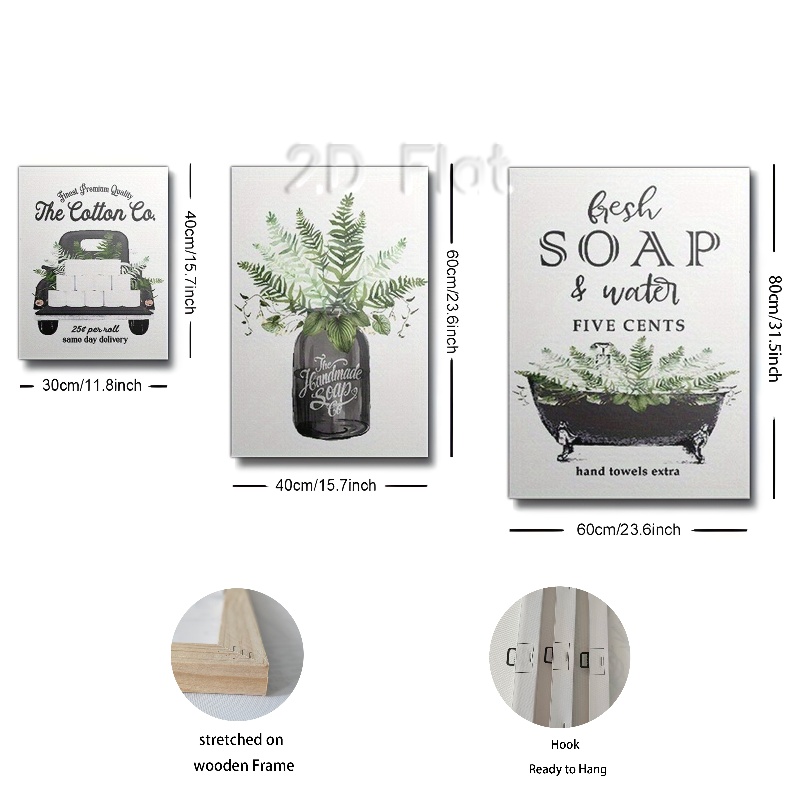 2D Flat
Finest Premium Quality
The Cotton Co.
25¢ per roll
same day delivery
40cm/15.7inch
30cm/11.8inch
The
Handmade
Soap
Co
60cm/23.6inch
40cm/15.7inch
fresh
SOAP
& water
FIVE CENTS
hand towels extra
80cm/31.5inch
60cm/23.6inch
stretched on
wooden Frame
Hook
Ready to Hang